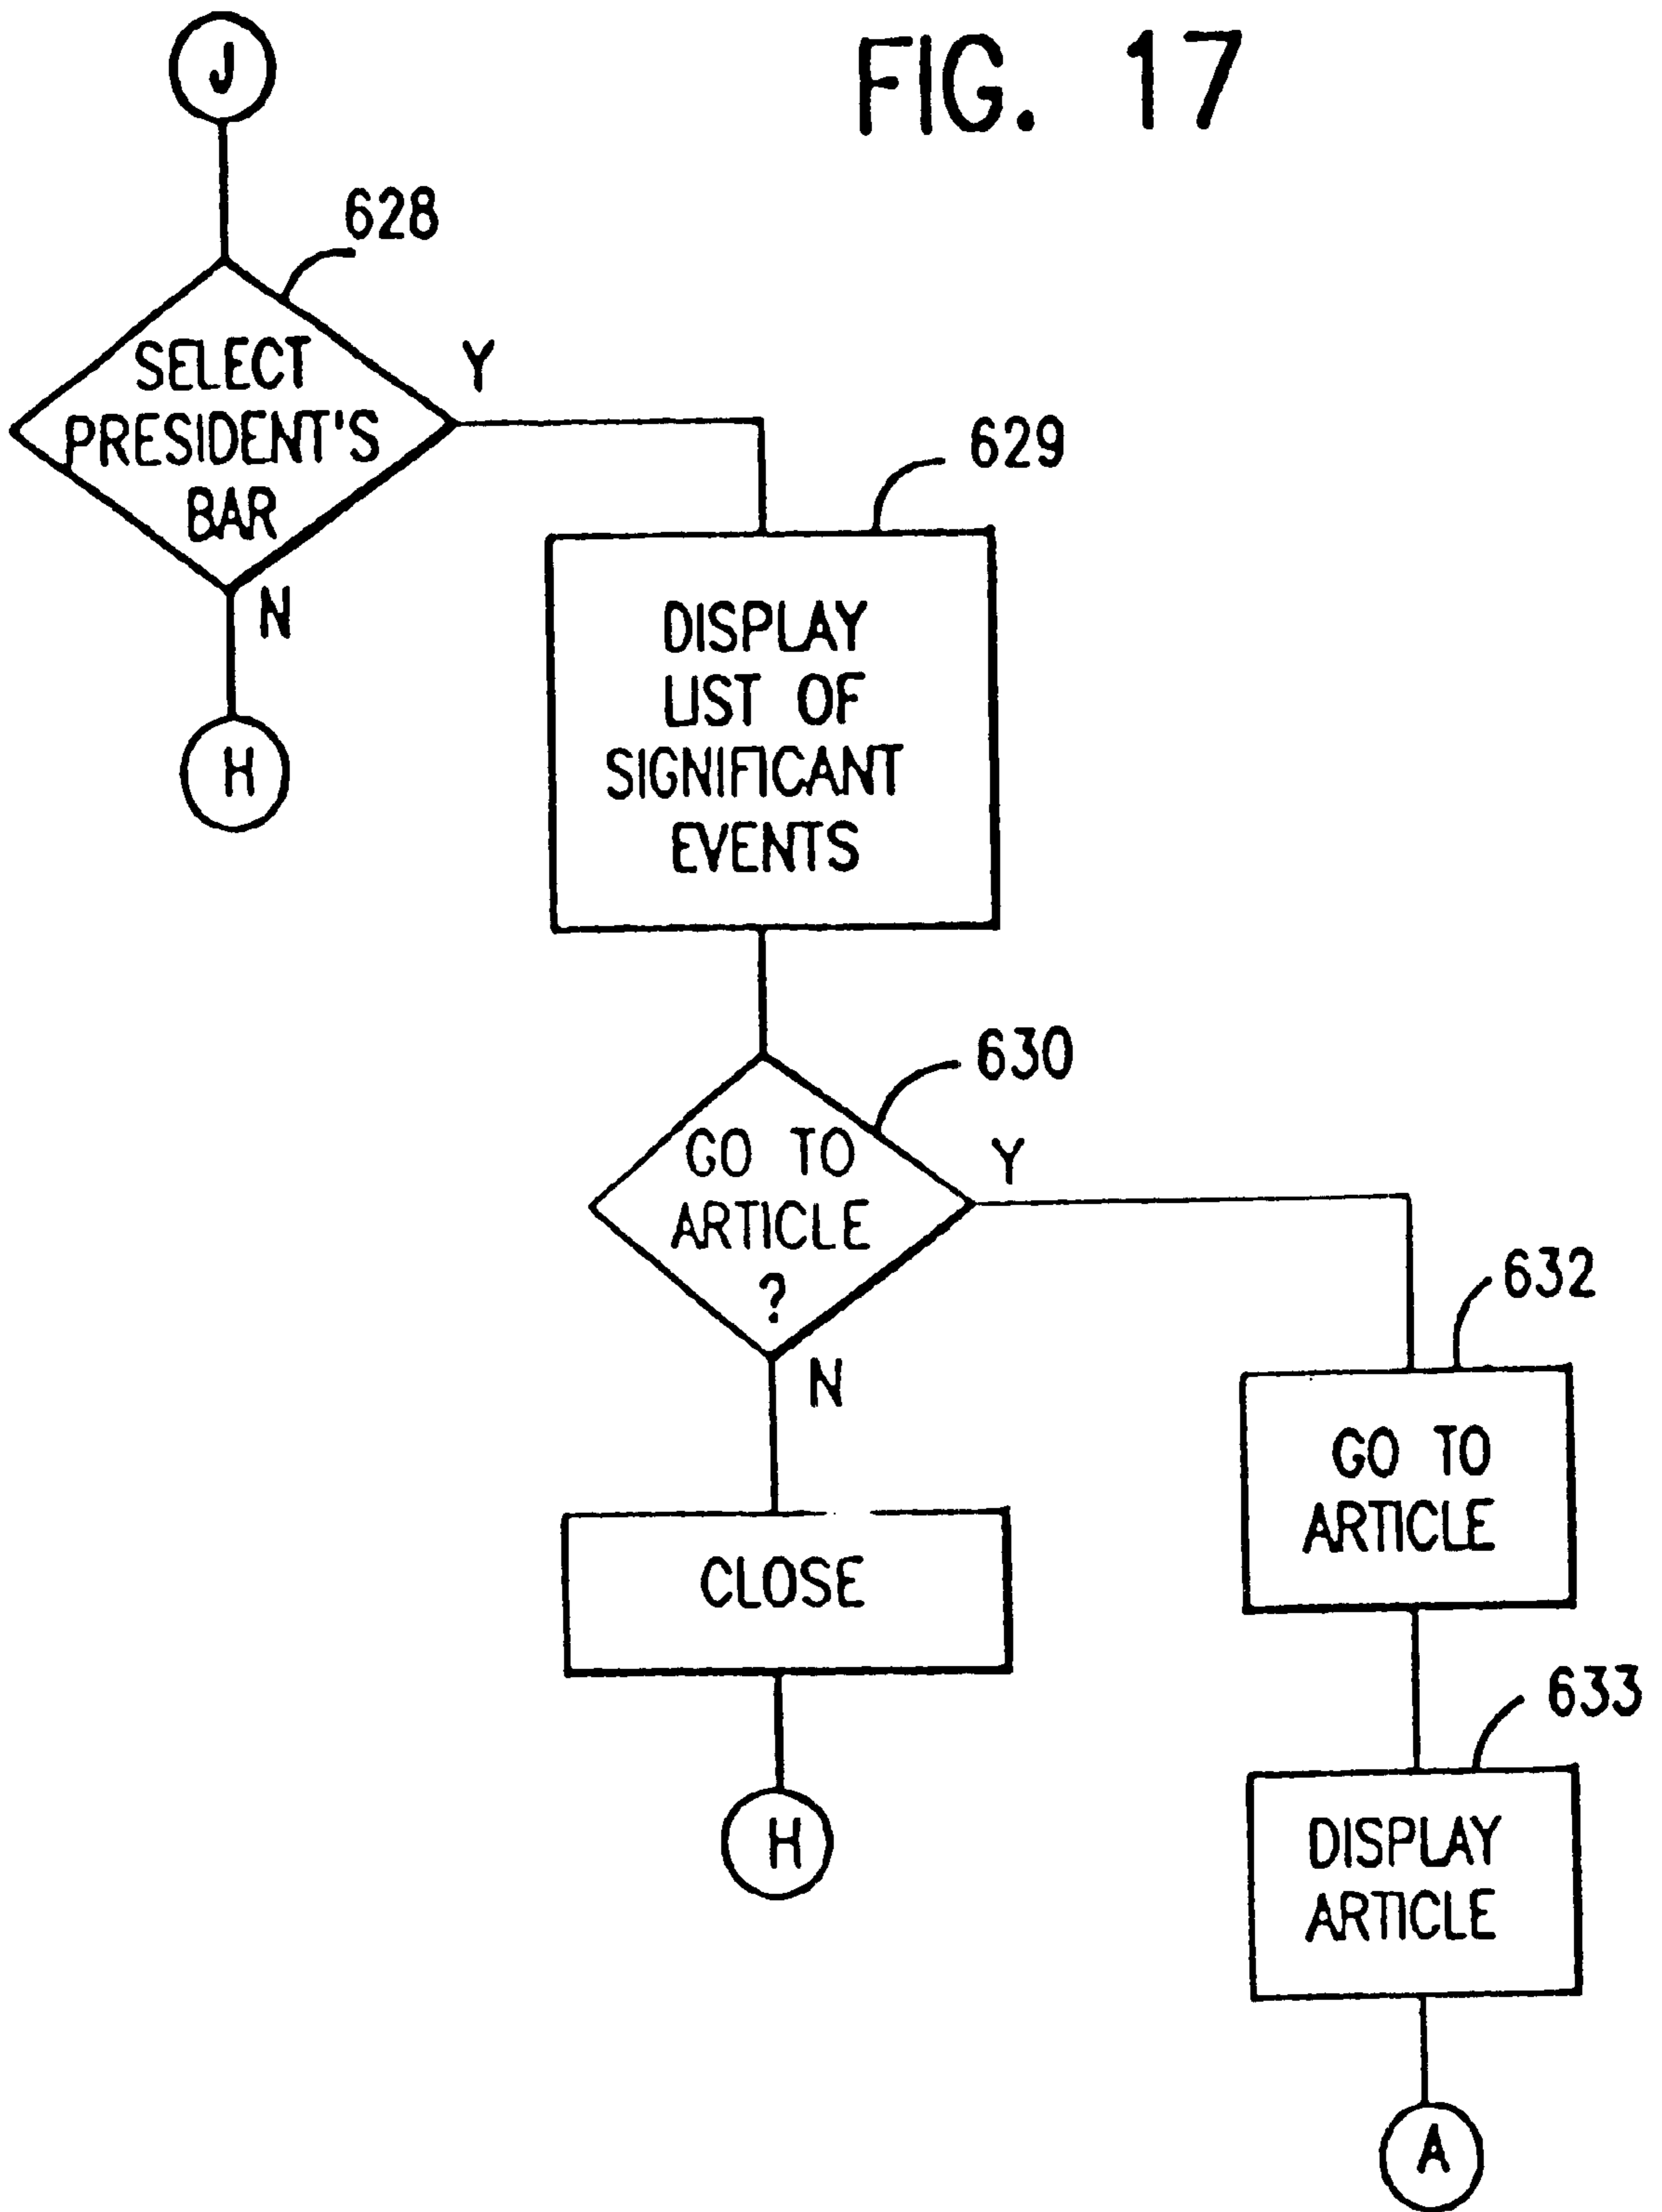 FIG. 17
J
628
SELECT
PRESIDENT'S
BAR
Y
N
H
629
DISPLAY
LIST OF
SIGNIFICANT
EVENTS
630
GO TO
ARTICLE
?
Y
N
CLOSE
H
632
GO TO
ARTICLE
633
DISPLAY
ARTICLE
A